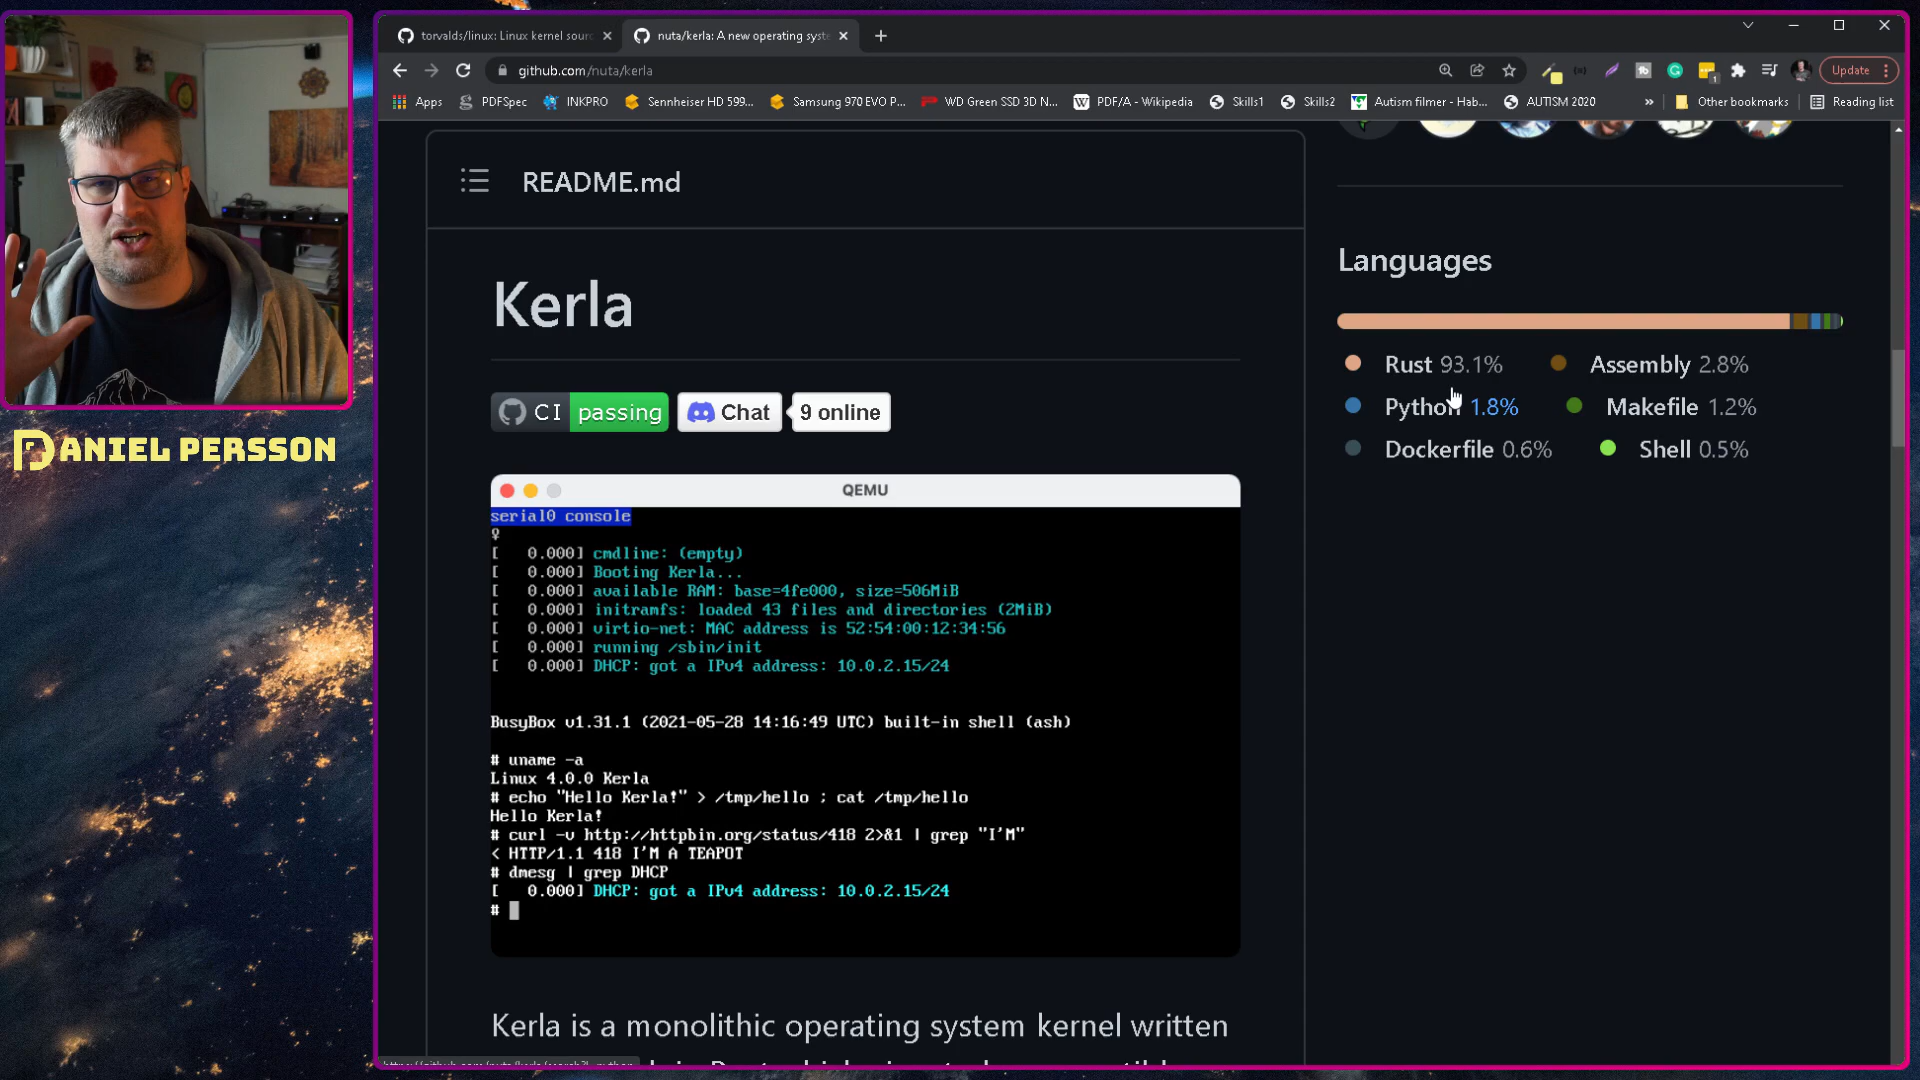 torvalds/linux: Linux kernel sour
nuta/kerla: A new operating syste
github.com/nuta/kerla
Update
Apps
PDFSpec
INKPRO
Sennheiser HD 599...
Samsung 970 EVO P...
WD Green SSD 3D N...
PDF/A - Wikipedia
Skills1
Skills2
Autism filmer - Hab...
AUTISM 2020
»
Other bookmarks
Reading list
README.md
Kerla
CI passing
Chat
9 online
QEMU
serial0 console
[ 0.000] cmdline: (empty)
[ 0.000] Booting Kerla...
[ 0.000] available RAM: base=4fe000, size=506MiB
[ 0.000] initramfs: loaded 43 files and directories (2MiB)
[ 0.000] virtio-net: MAC address is 52:54:00:12:34:56
[ 0.000] running /sbin/init
[ 0.000] DHCP: got a IPv4 address: 10.0.2.15/24
BusyBox v1.31.1 (2021-05-28 14:16:49 UTC) built-in shell (ash)
# uname -a
Linux 4.0.0 Kerla
# echo "Hello Kerla!" > /tmp/hello ; cat /tmp/hello
Hello Kerla!
# curl -v http://httpbin.org/status/418 2>&1 | grep "I'M"
< HTTP/1.1 418 I'M A TEAPOT
# dmesg | grep DHCP
[ 0.000] DHCP: got a IPv4 address: 10.0.2.15/24
#
Kerla is a monolithic operating system kernel written
Languages
Rust 93.1%
Assembly 2.8%
Python 1.8%
Makefile 1.2%
Dockerfile 0.6%
Shell 0.5%
DANIEL PERSSON